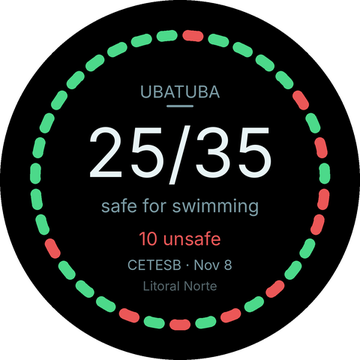 UBATUBA
25/35
safe for swimming
10 unsafe
CETESB · Nov 8
Litoral Norte